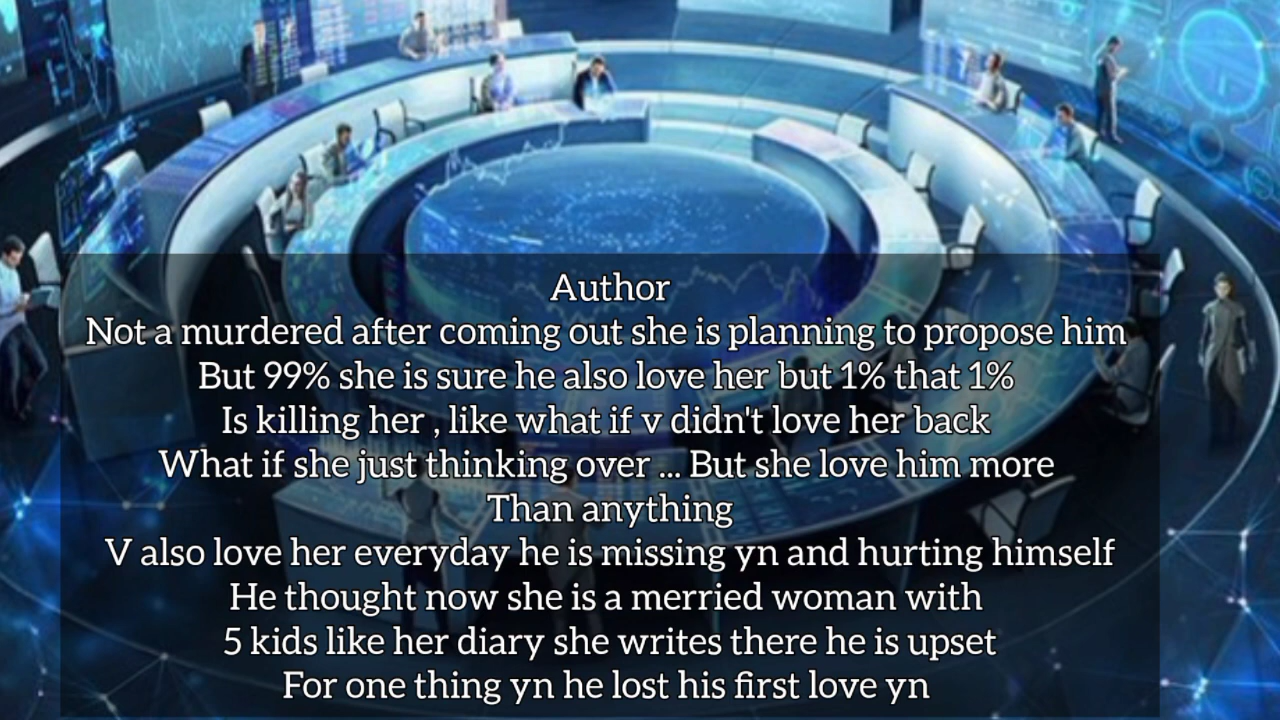 Author
Not a murdered after coming out she is planning to propose him
But 99% she is sure he also love her but 1% that 1%
Is killing her , like what if v didn't love her back
What if she just thinking over ... But she love him more
Than anything
V also love her everyday he is missing yn and hurting himself
He thought now she is a merried woman with
5 kids like her diary she writes there he is upset
For one thing yn he lost his first love yn